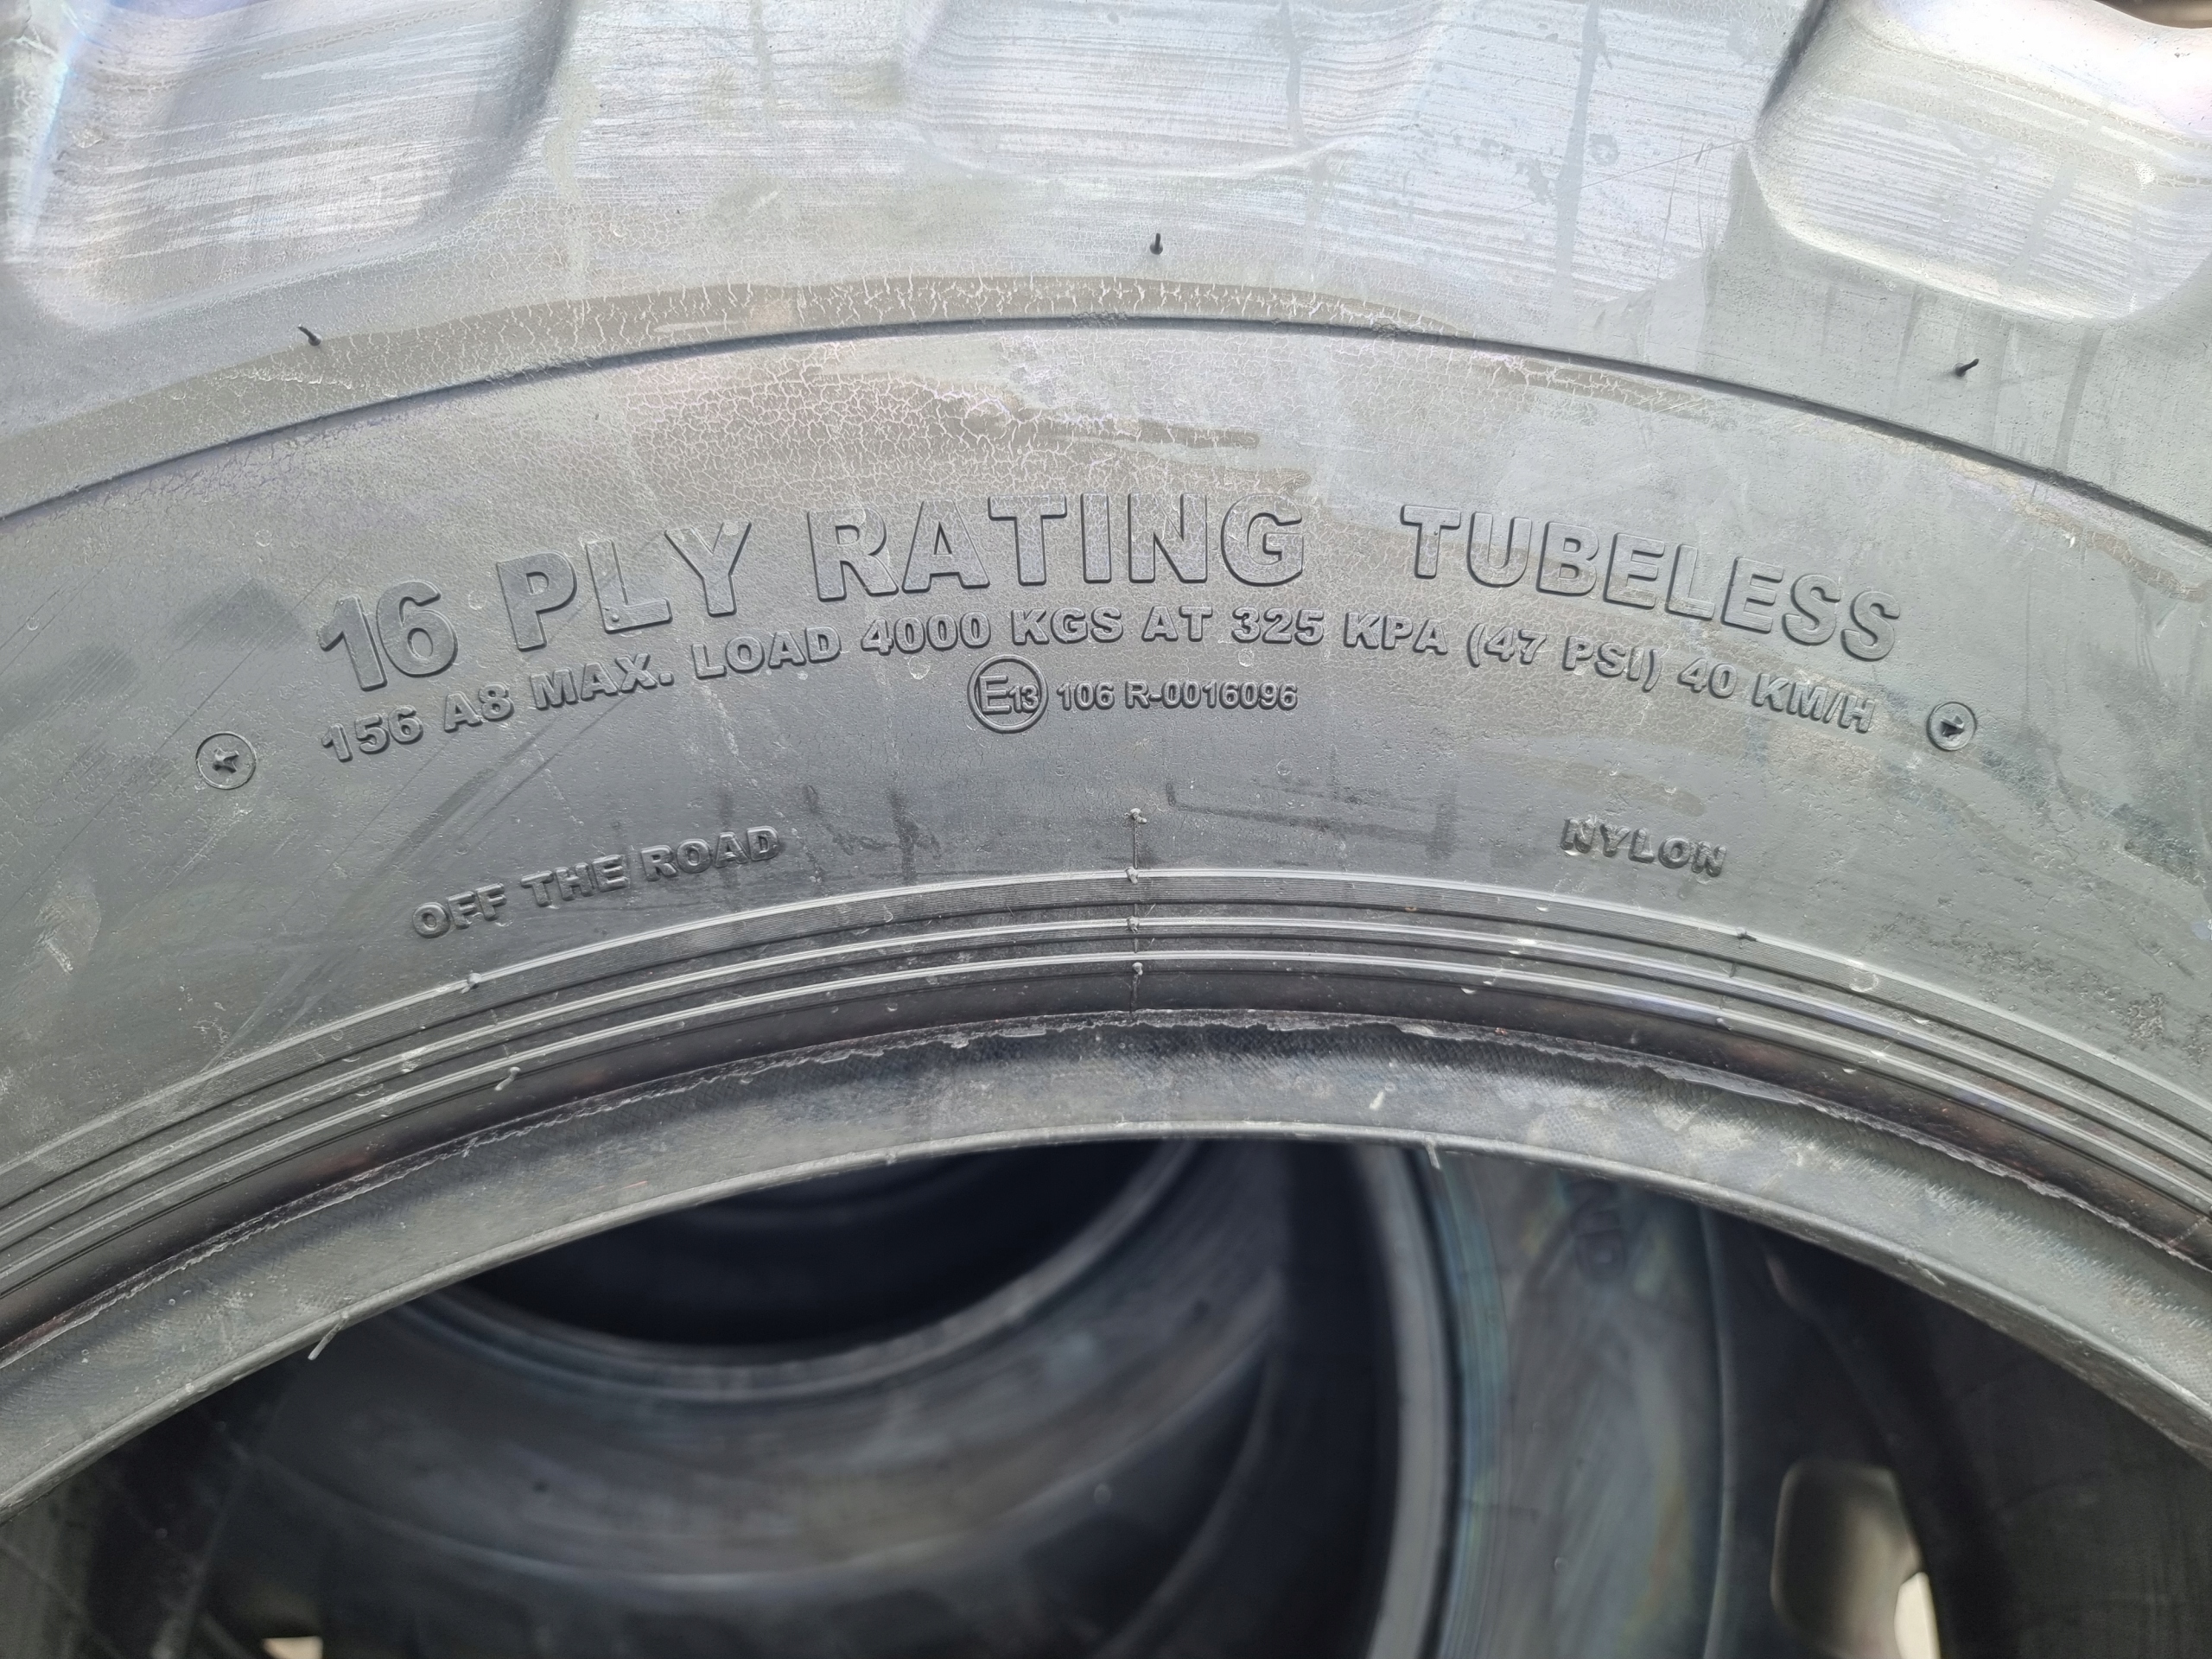 16 PLY RATING TUBELESS
156 A8 MAX. LOAD 4000 KGS AT 325 KPA (47 PSI) 40 KM/H
E13 106 R-0016096
OFF THE ROAD
NYLON